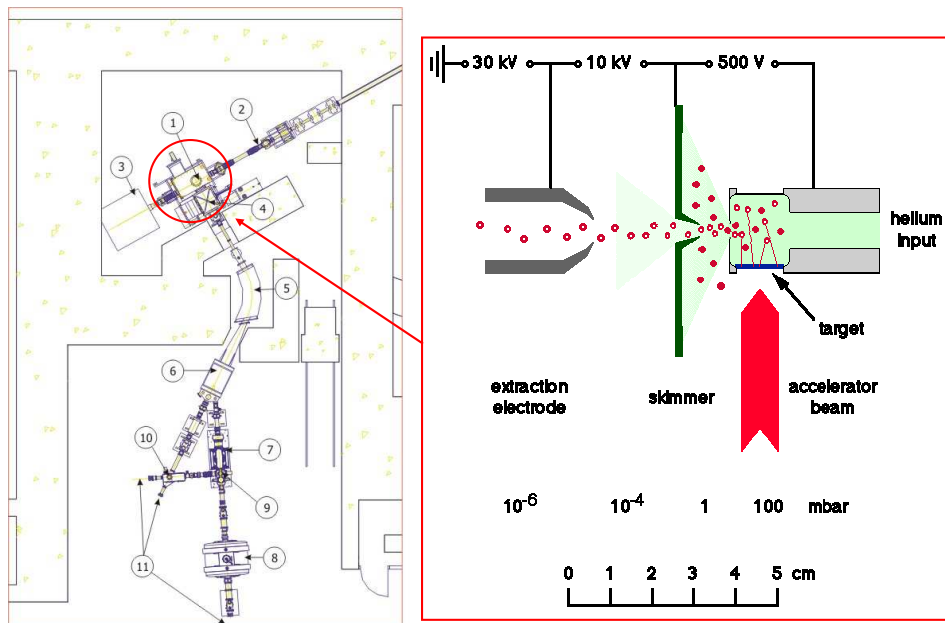 1
2
3
4
5
6
7
8
9
10
11
30 kV
10 kV
500 V
helium
input
target
extraction
electrode
skimmer
accelerator
beam
10-6
10-4
1
100
mbar
0
1
2
3
4
5
cm